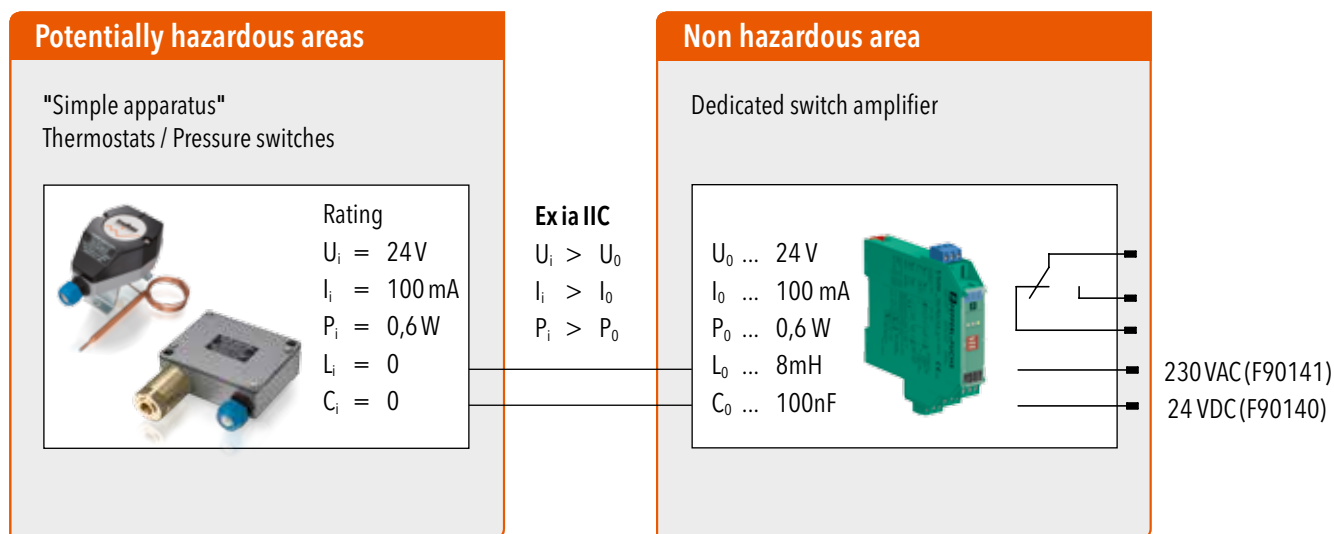 Potentially hazardous areas
"Simple apparatus"
Thermostats / Pressure switches
Rating
Uᵢ = 24 V
Iᵢ = 100 mA
Pᵢ = 0,6 W
Lᵢ = 0
Cᵢ = 0
Ex ia IIC
Uᵢ > U₀
Iᵢ > I₀
Pᵢ > P₀
Non hazardous area
Dedicated switch amplifier
U₀ ... 24 V
I₀ ... 100 mA
P₀ ... 0,6 W
L₀ ... 8mH
C₀ ... 100nF
230 VAC (F90141)
24 VDC (F90140)